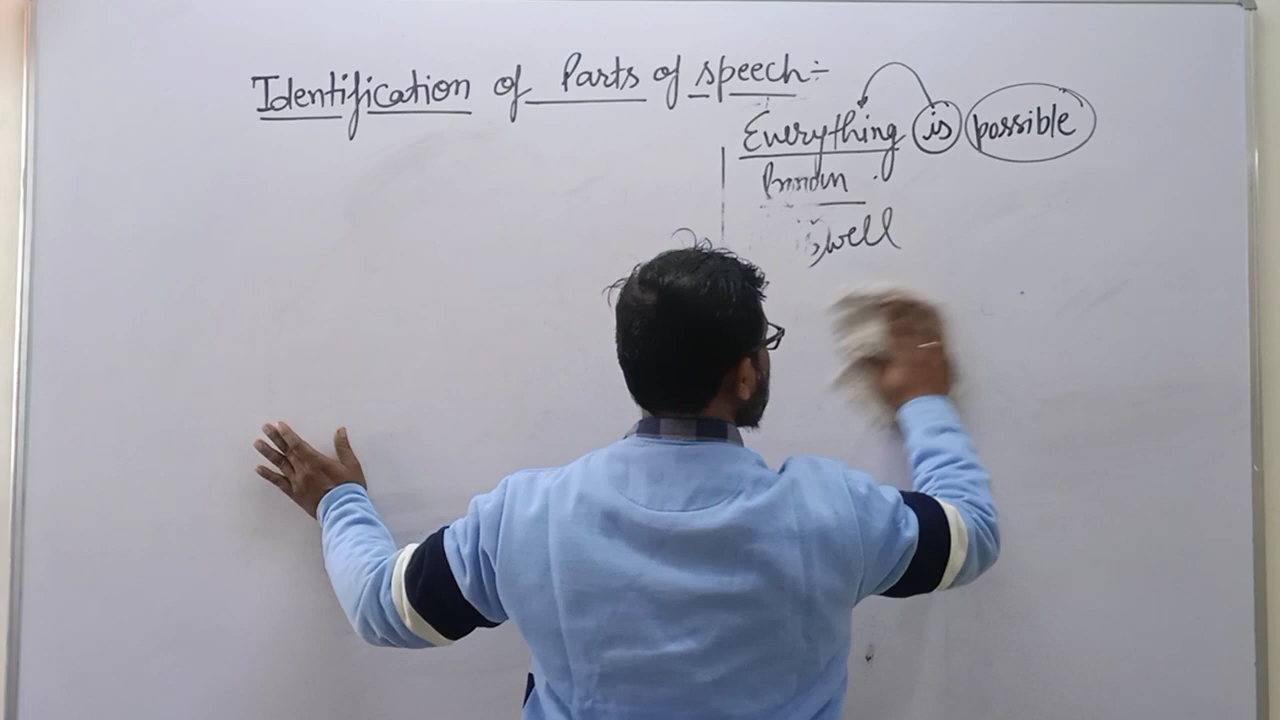 Identification of Parts of speech:-
Everything is possible
well